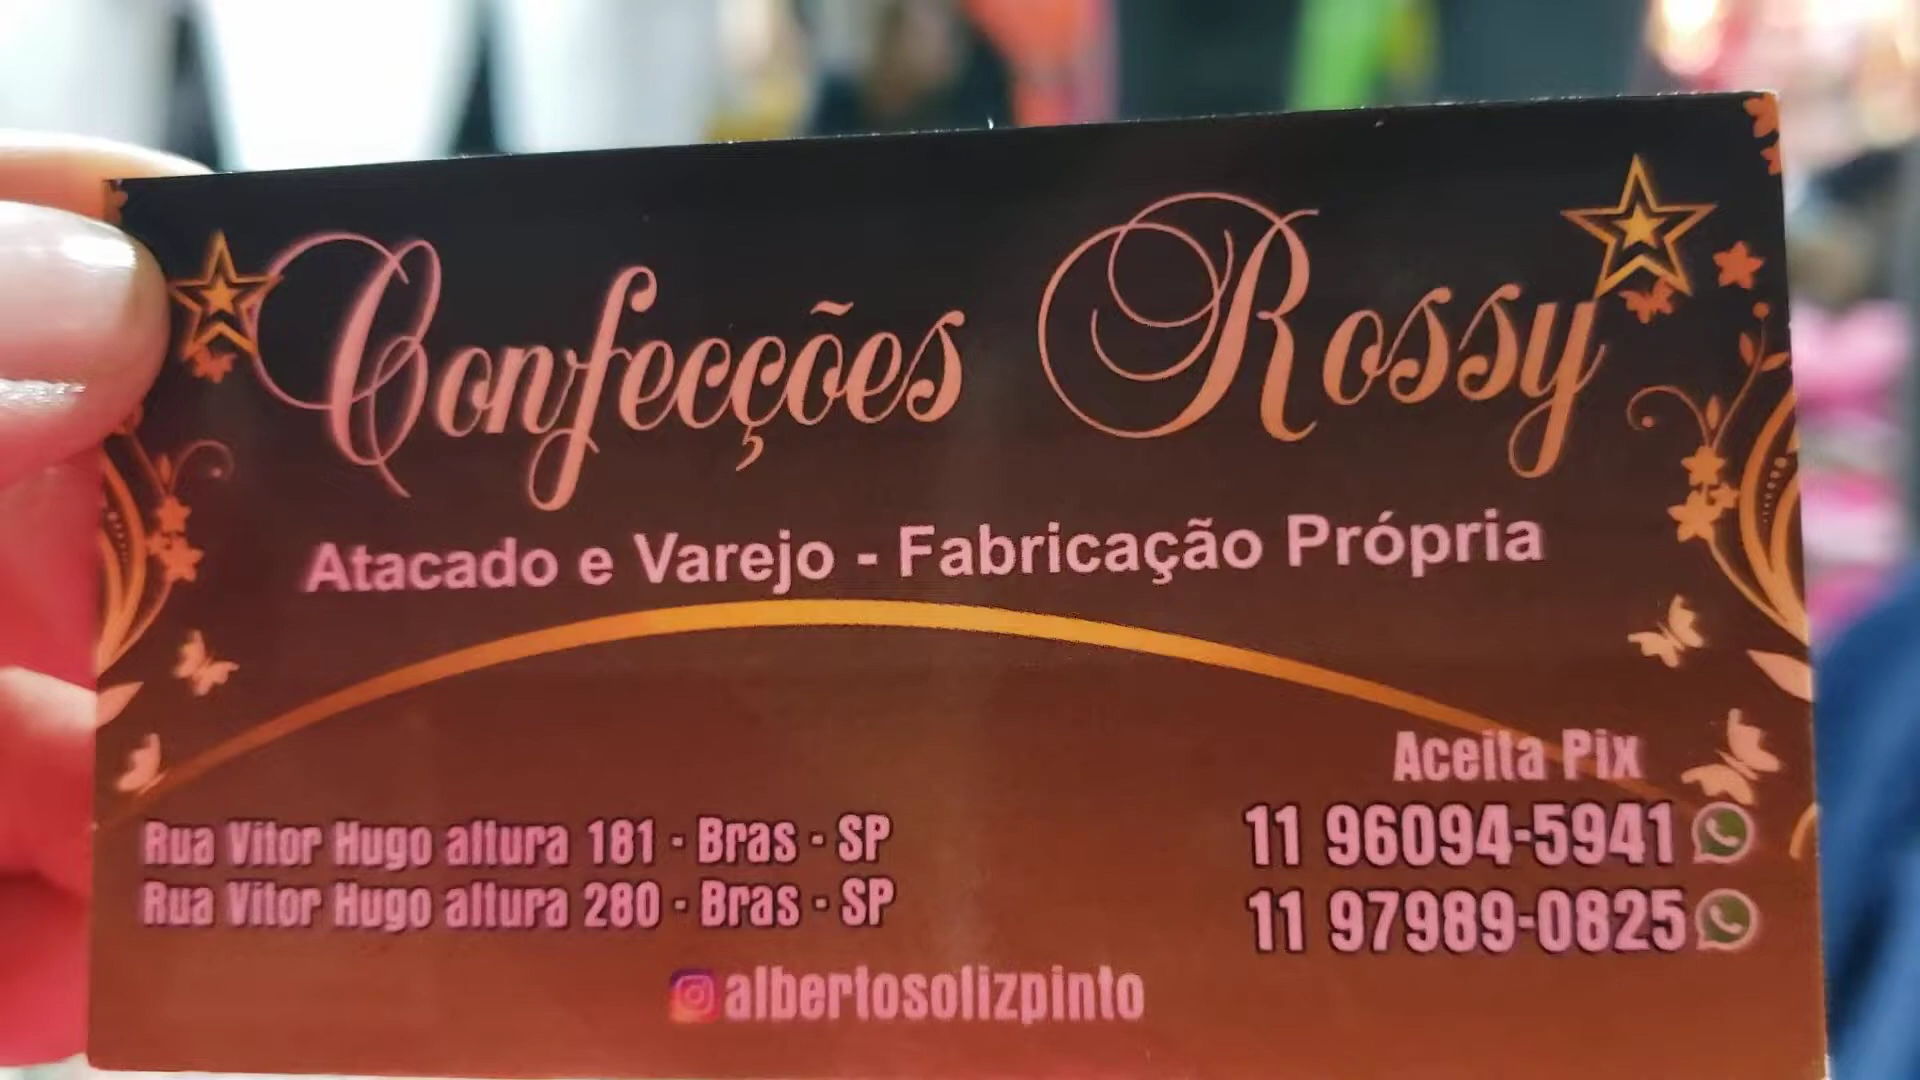 Confecções Rossy
Atacado e Varejo - Fabricação Própria
Aceita Pix
Rua Vitor Hugo altura 181 - Bras - SP
11 96094-5941
Rua Vitor Hugo altura 280 - Bras - SP
11 97989-0825
albertosolizpinto